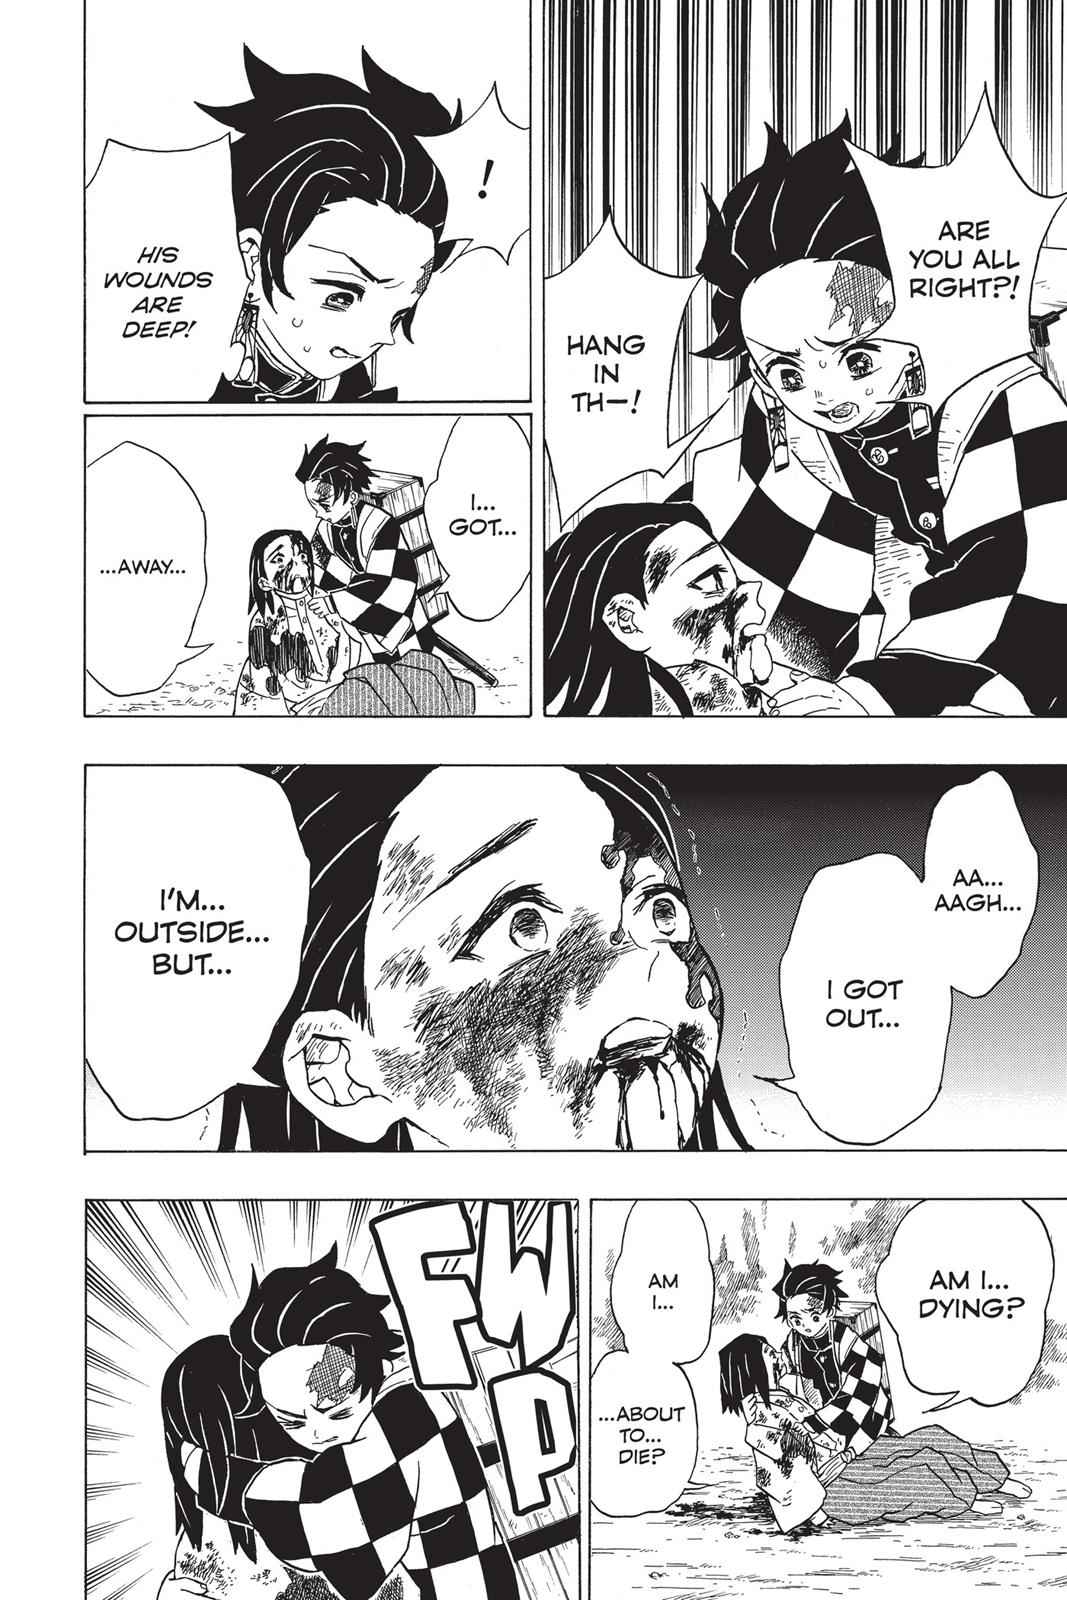 ARE
YOU ALL
RIGHT?!
HANG
IN
TH—!
!
HIS
WOUNDS
ARE
DEEP!
I...
GOT...
...AWAY...
AA...
AAGH...
I GOT
OUT...
I'M...
OUTSIDE...
BUT...
AM I...
DYING?
AM
I...
...ABOUT
TO...
DIE?
FWP